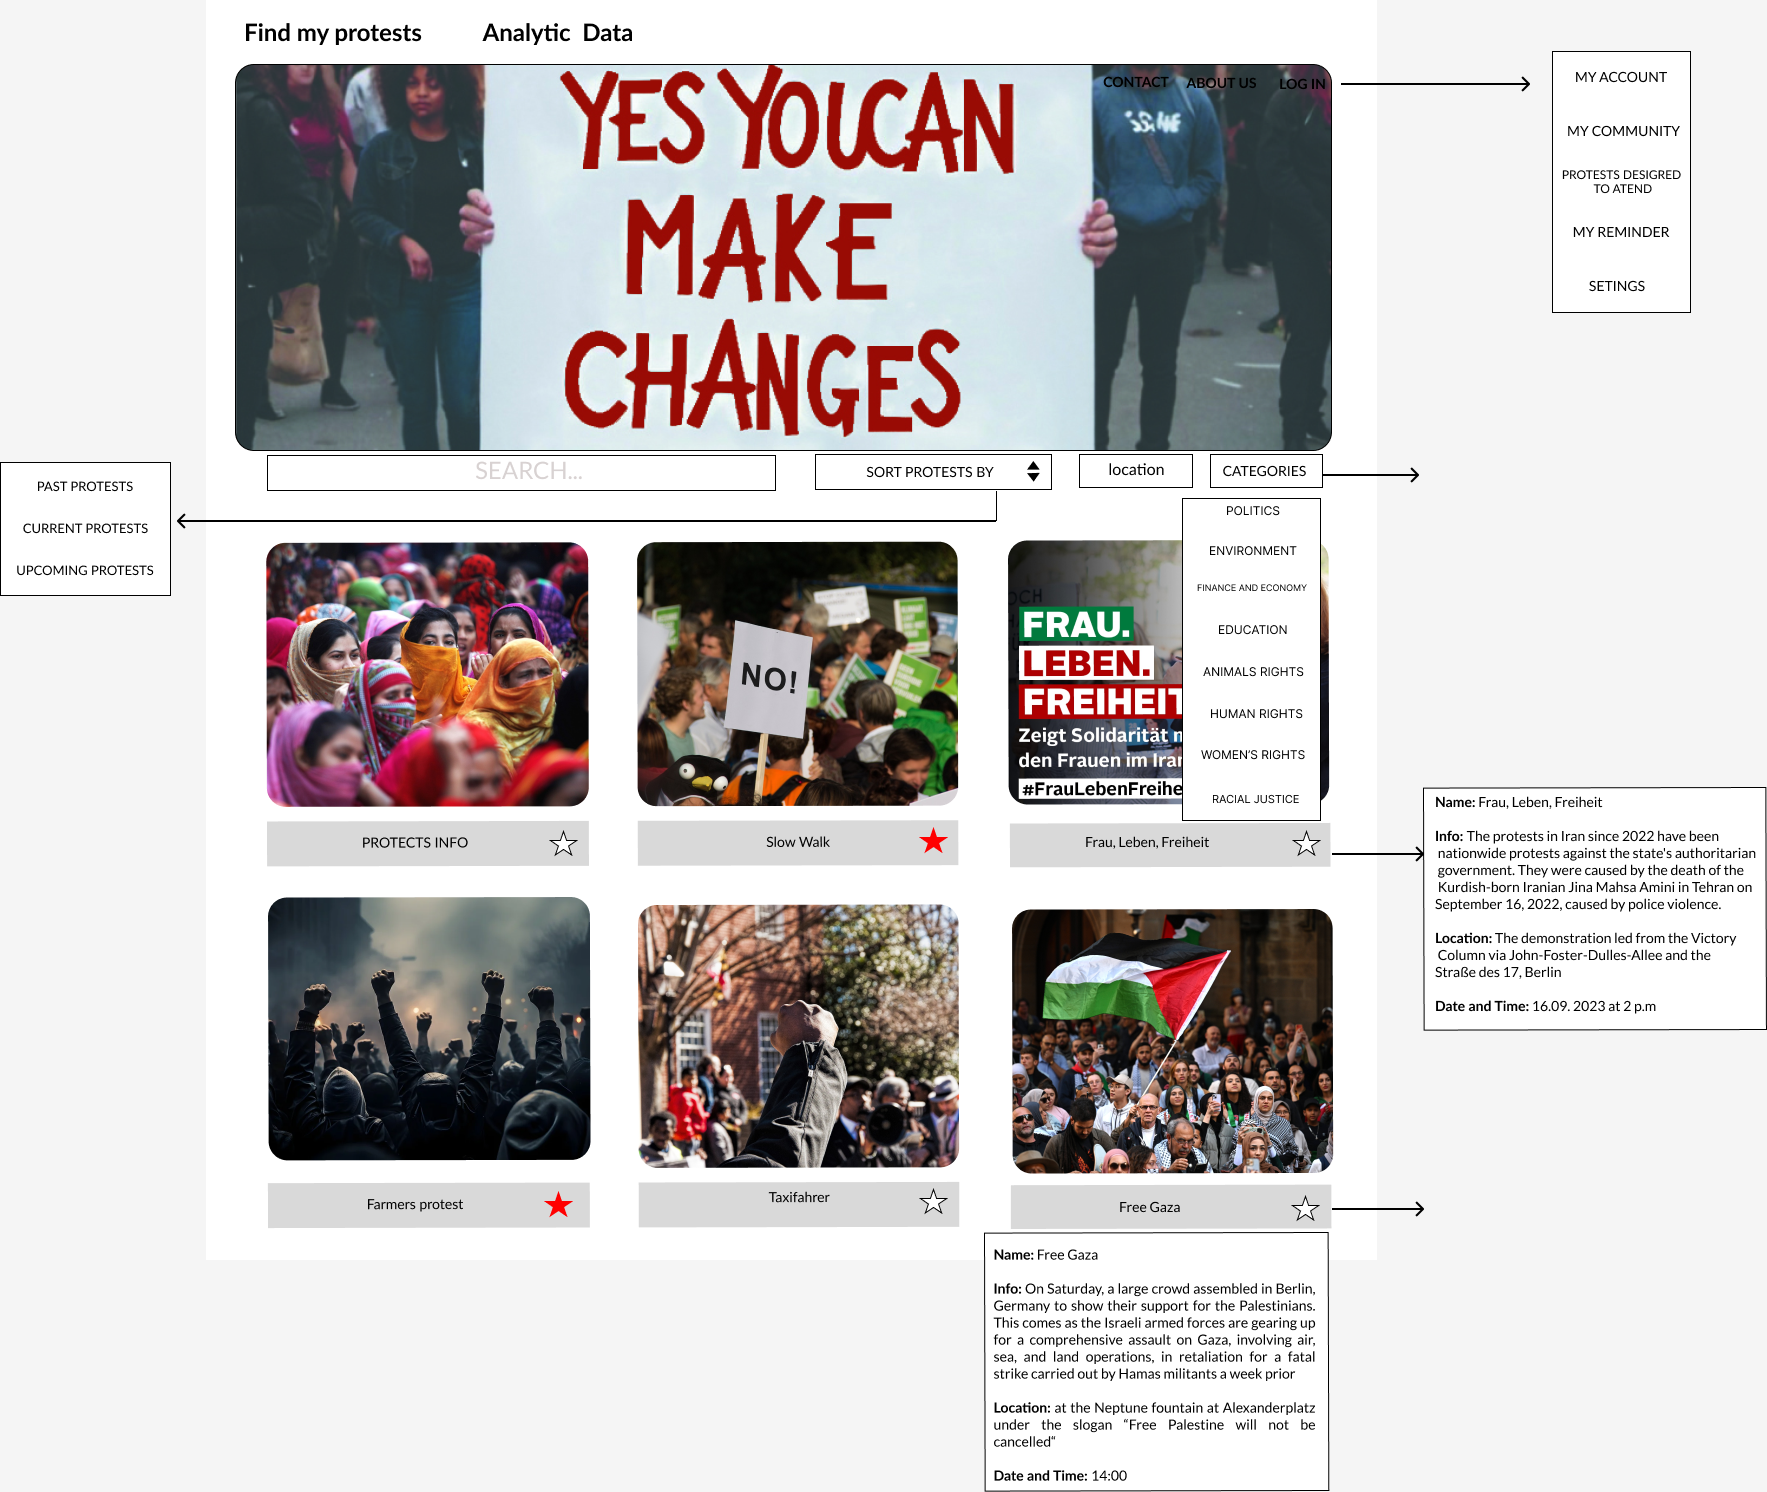 Find my protests
Analytic Data
CONTACT
ABOUT US
LOG IN
YES YOU CAN
MAKE
CHANGES
MY ACCOUNT
MY COMMUNITY
PROTESTS DESIGRED
TO ATEND
MY REMINDER
SETINGS
SEARCH...
SORT PROTESTS BY
location
CATEGORIES
PAST PROTESTS
CURRENT PROTESTS
UPCOMING PROTESTS
POLITICS
ENVIRONMENT
FINANCE AND ECONOMY
EDUCATION
ANIMALS RIGHTS
HUMAN RIGHTS
WOMEN'S RIGHTS
RACIAL JUSTICE
NO!
FRAU.
LEBEN.
FREIHEIT
Zeigt Solidarität
den Frauen im Iran
#FrauLebenFreihe
PROTECTS INFO
Slow Walk
Frau, Leben, Freiheit
Name: Frau, Leben, Freiheit
Info: The protests in Iran since 2022 have been
nationwide protests against the state's authoritarian
government. They were caused by the death of the
Kurdish-born Iranian Jina Mahsa Amini in Tehran on
September 16, 2022, caused by police violence.
Location: The demonstration led from the Victory
Column via John-Foster-Dulles-Allee and the
Straße des 17, Berlin
Date and Time: 16.09. 2023 at 2 p.m
Farmers protest
Taxifahrer
Free Gaza
Name: Free Gaza
Info: On Saturday, a large crowd assembled in Berlin,
Germany to show their support for the Palestinians.
This comes as the Israeli armed forces are gearing up
for a comprehensive assault on Gaza, involving air,
sea, and land operations, in retaliation for a fatal
strike carried out by Hamas militants a week prior
Location: at the Neptune fountain at Alexanderplatz
under the slogan “Free Palestine will not be
cancelled“
Date and Time: 14:00